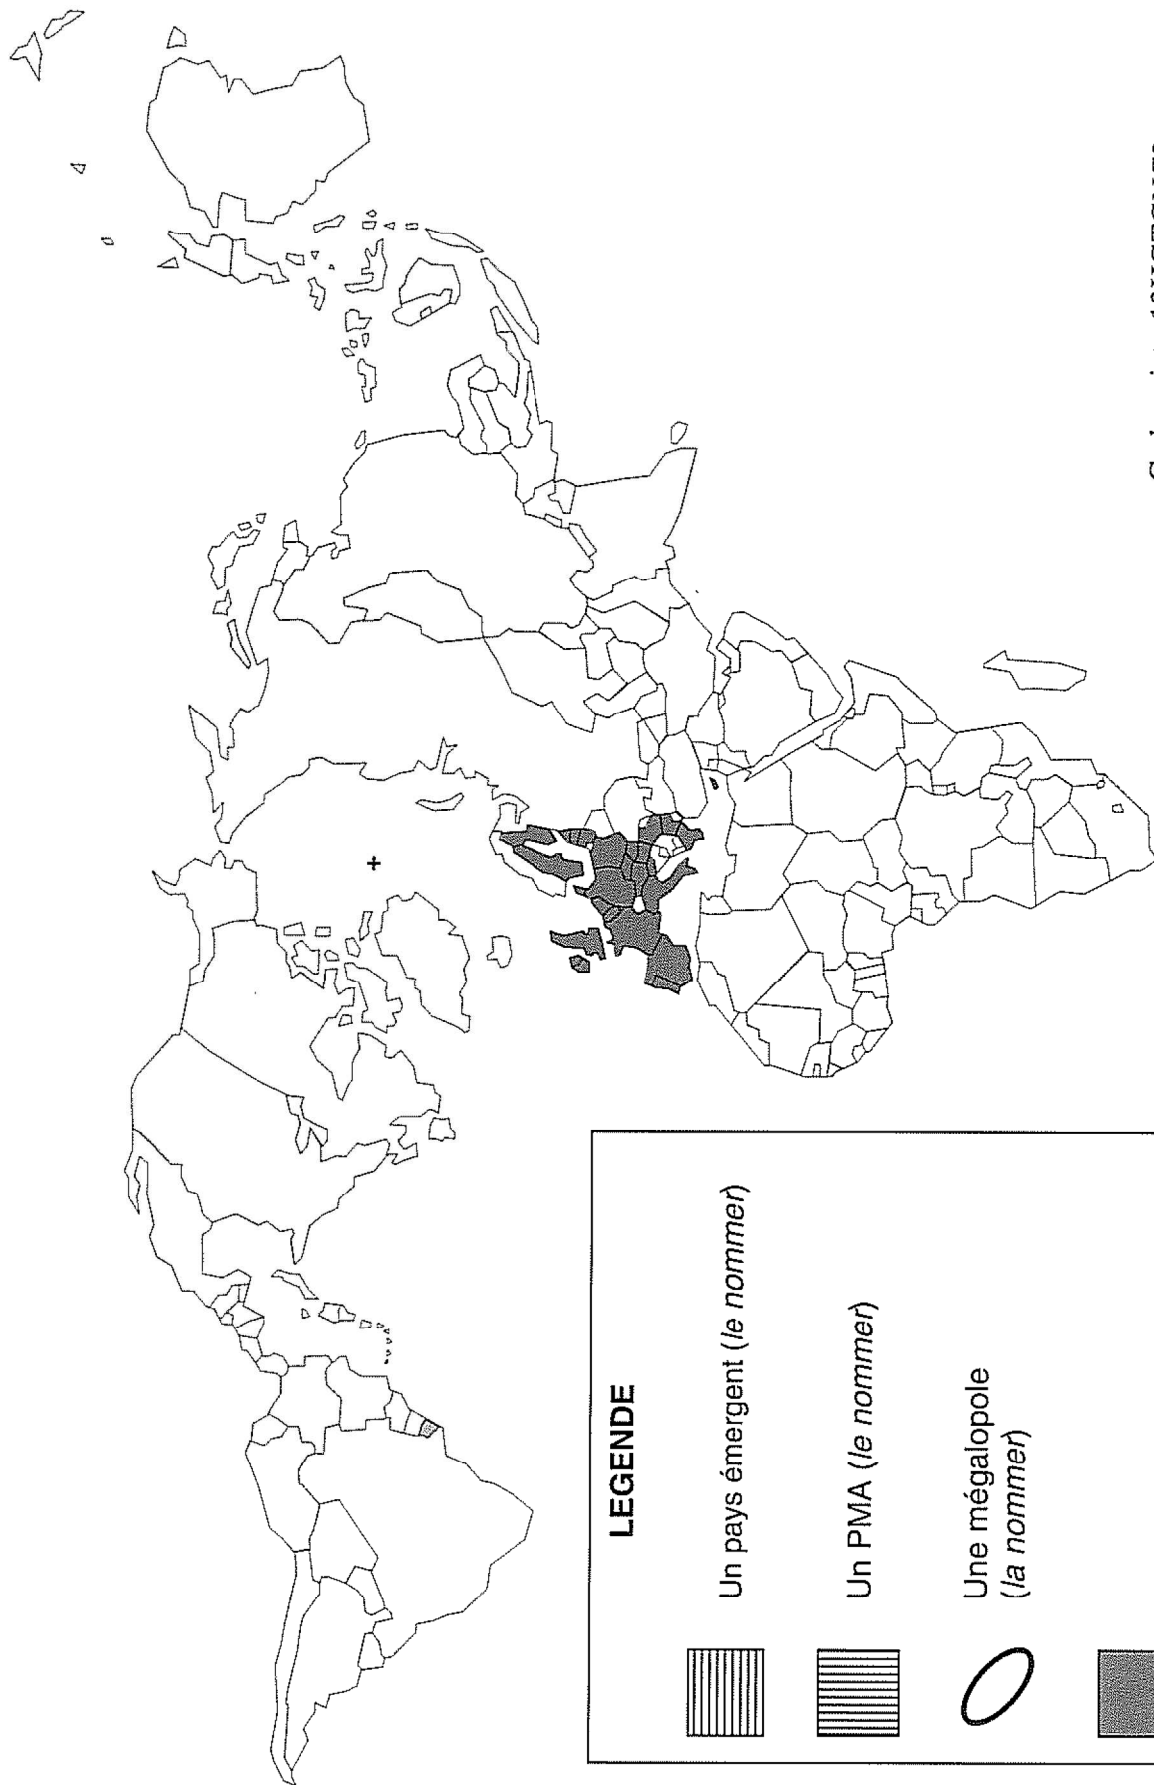 LEGENDE
Un pays émergent (le nommer)
Un PMA (le nommer)
Une mégalopole
(la nommer)